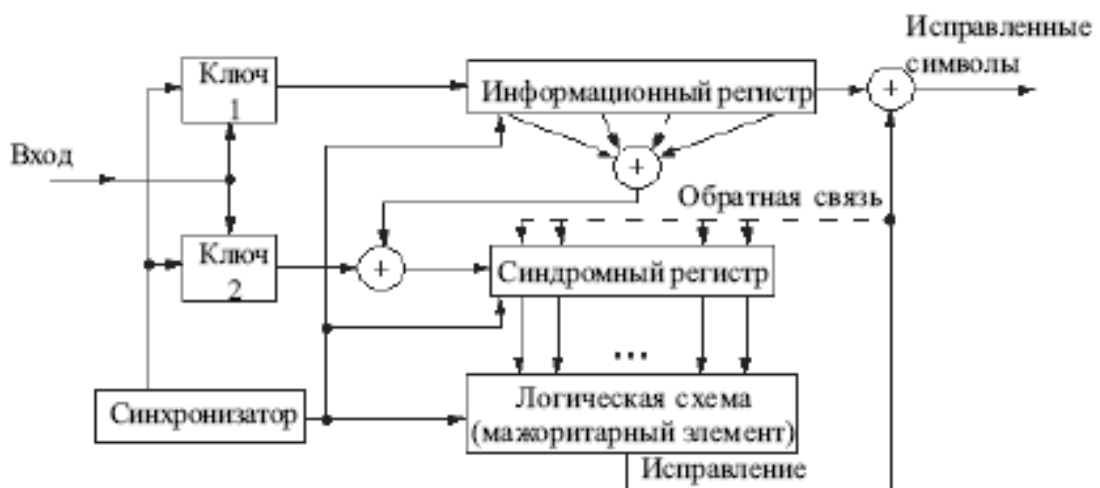 Исправленные
символы
Ключ
1
Информационный регистр
+
Вход
+
Обратная связь
Ключ
2
+
Синдромный регистр
...
Синхронизатор
Логическая схема
(мажоритарный элемент)
Исправление